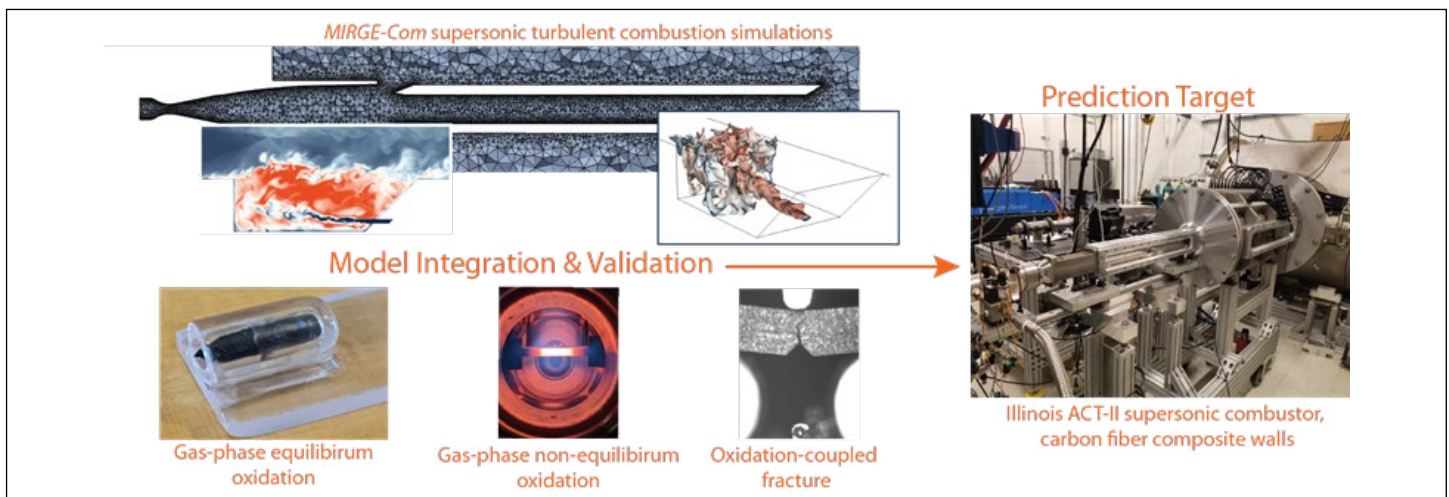 MIRGE-Com supersonic turbulent combustion simulations
Prediction Target
Model Integration & Validation
Gas-phase equilibirum
oxidation
Gas-phase non-equilibirum
oxidation
Oxidation-coupled
fracture
Illinois ACT-II supersonic combustor,
carbon fiber composite walls